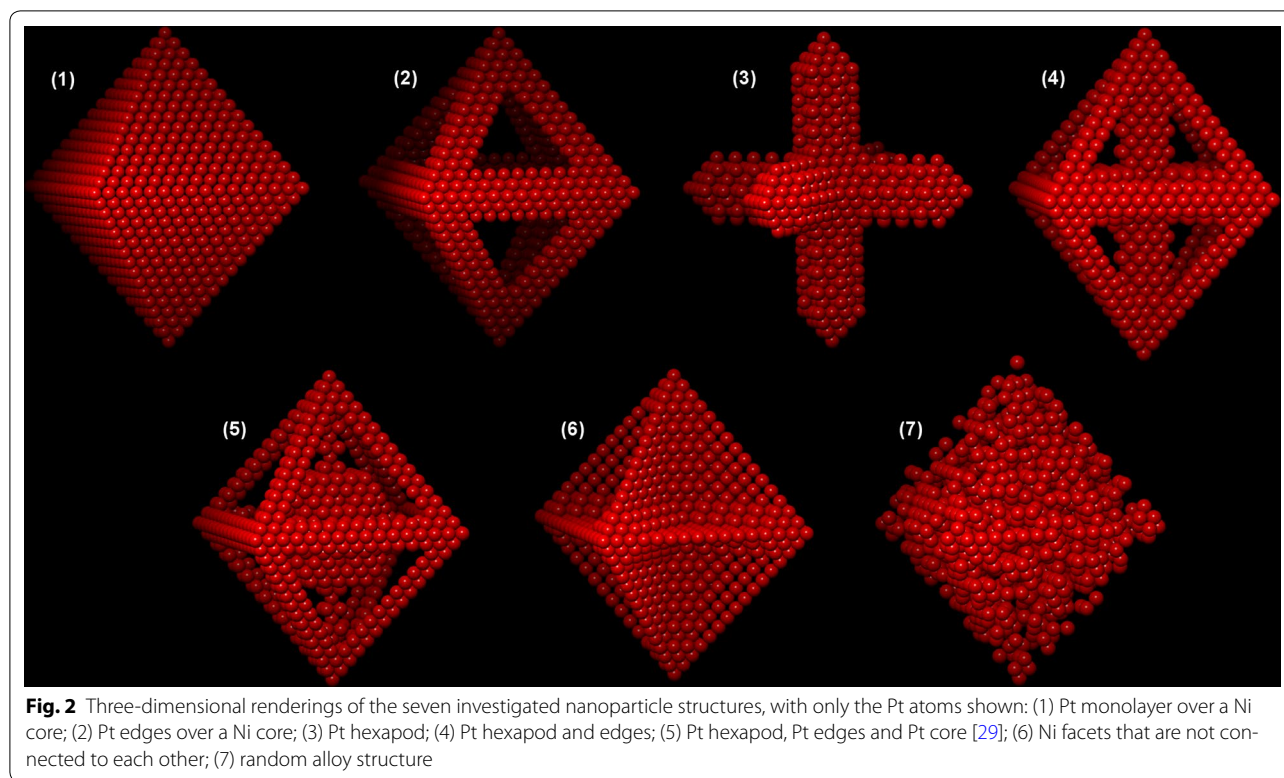 (1)
(2)
(3)
(4)
(5)
(6)
(7)
Fig. 2 Three-dimensional renderings of the seven investigated nanoparticle structures, with only the Pt atoms shown: (1) Pt monolayer over a Ni
core; (2) Pt edges over a Ni core; (3) Pt hexapod; (4) Pt hexapod and edges; (5) Pt hexapod, Pt edges and Pt core [29]; (6) Ni facets that are not con-
nected to each other; (7) random alloy structure